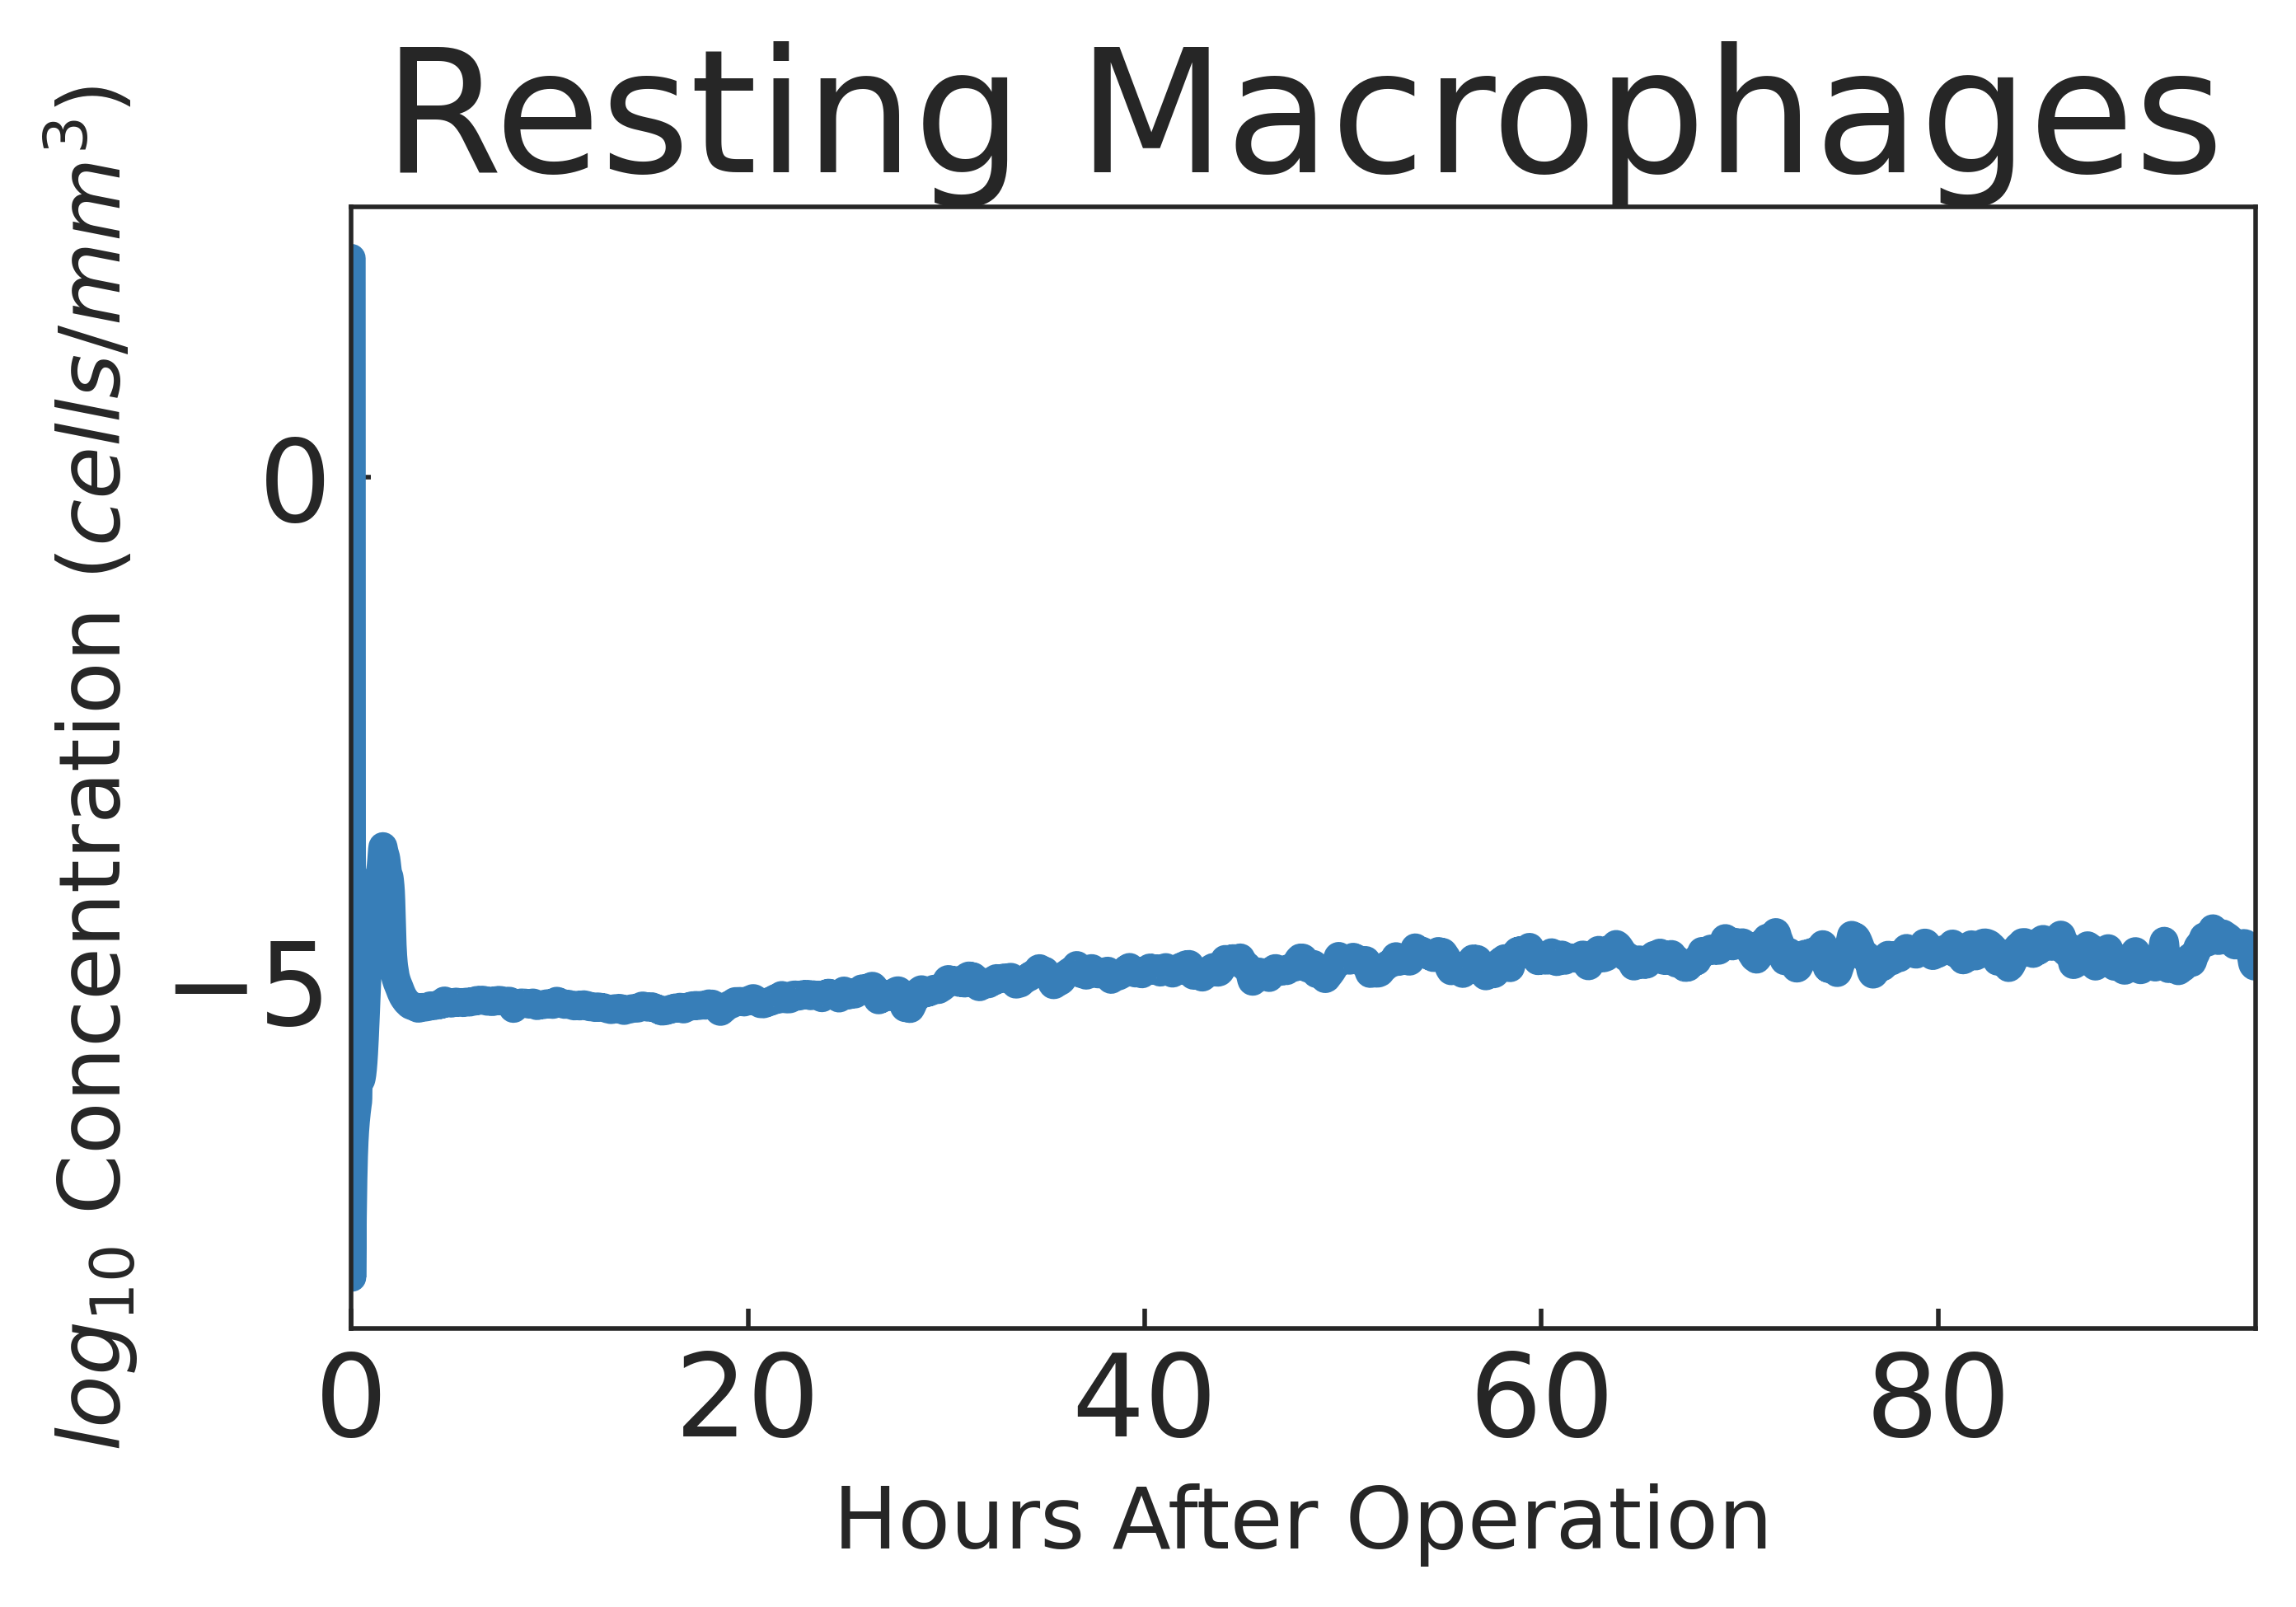 Resting Macrophages
log₁₀ Concentration (cells/mm³)
0
−5
0 20 40 60 80
Hours After Operation